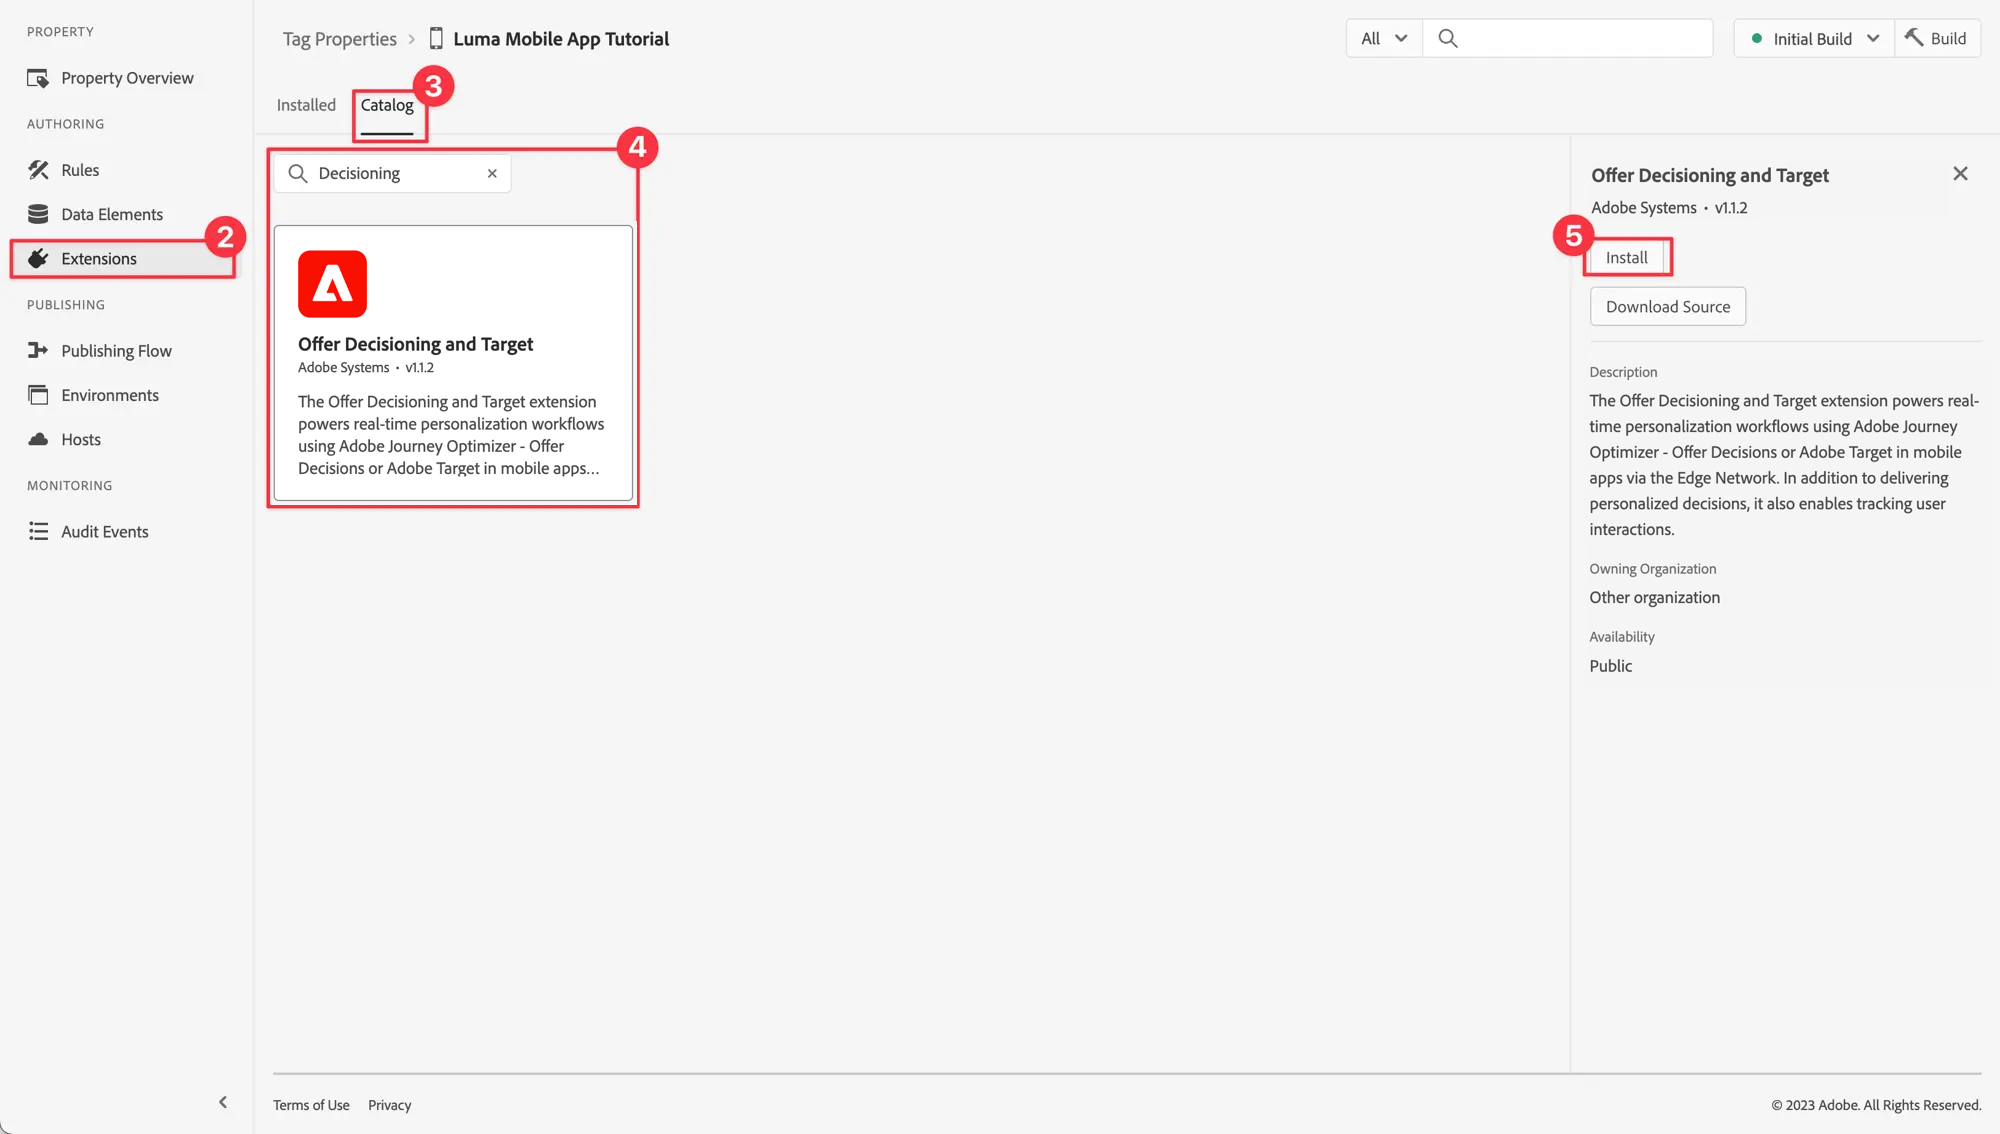 PROPERTY
Property Overview
AUTHORING
Rules
Data Elements
2
Extensions
PUBLISHING
Publishing Flow
Environments
Hosts
MONITORING
Audit Events
Tag Properties
Luma Mobile App Tutorial
All
Initial Build
Build
Installed
Catalog
3
4
Decisioning
Offer Decisioning and Target
Adobe Systems • v1.1.2
The Offer Decisioning and Target extension
powers real-time personalization workflows
using Adobe Journey Optimizer - Offer
Decisions or Adobe Target in mobile apps...
Offer Decisioning and Target
Adobe Systems • v1.1.2
5
Install
Download Source
Description
The Offer Decisioning and Target extension powers real-
time personalization workflows using Adobe Journey
Optimizer - Offer Decisions or Adobe Target in mobile
apps via the Edge Network. In addition to delivering
personalized decisions, it also enables tracking user
interactions.
Owning Organization
Other organization
Availability
Public
Terms of Use
Privacy
© 2023 Adobe. All Rights Reserved.